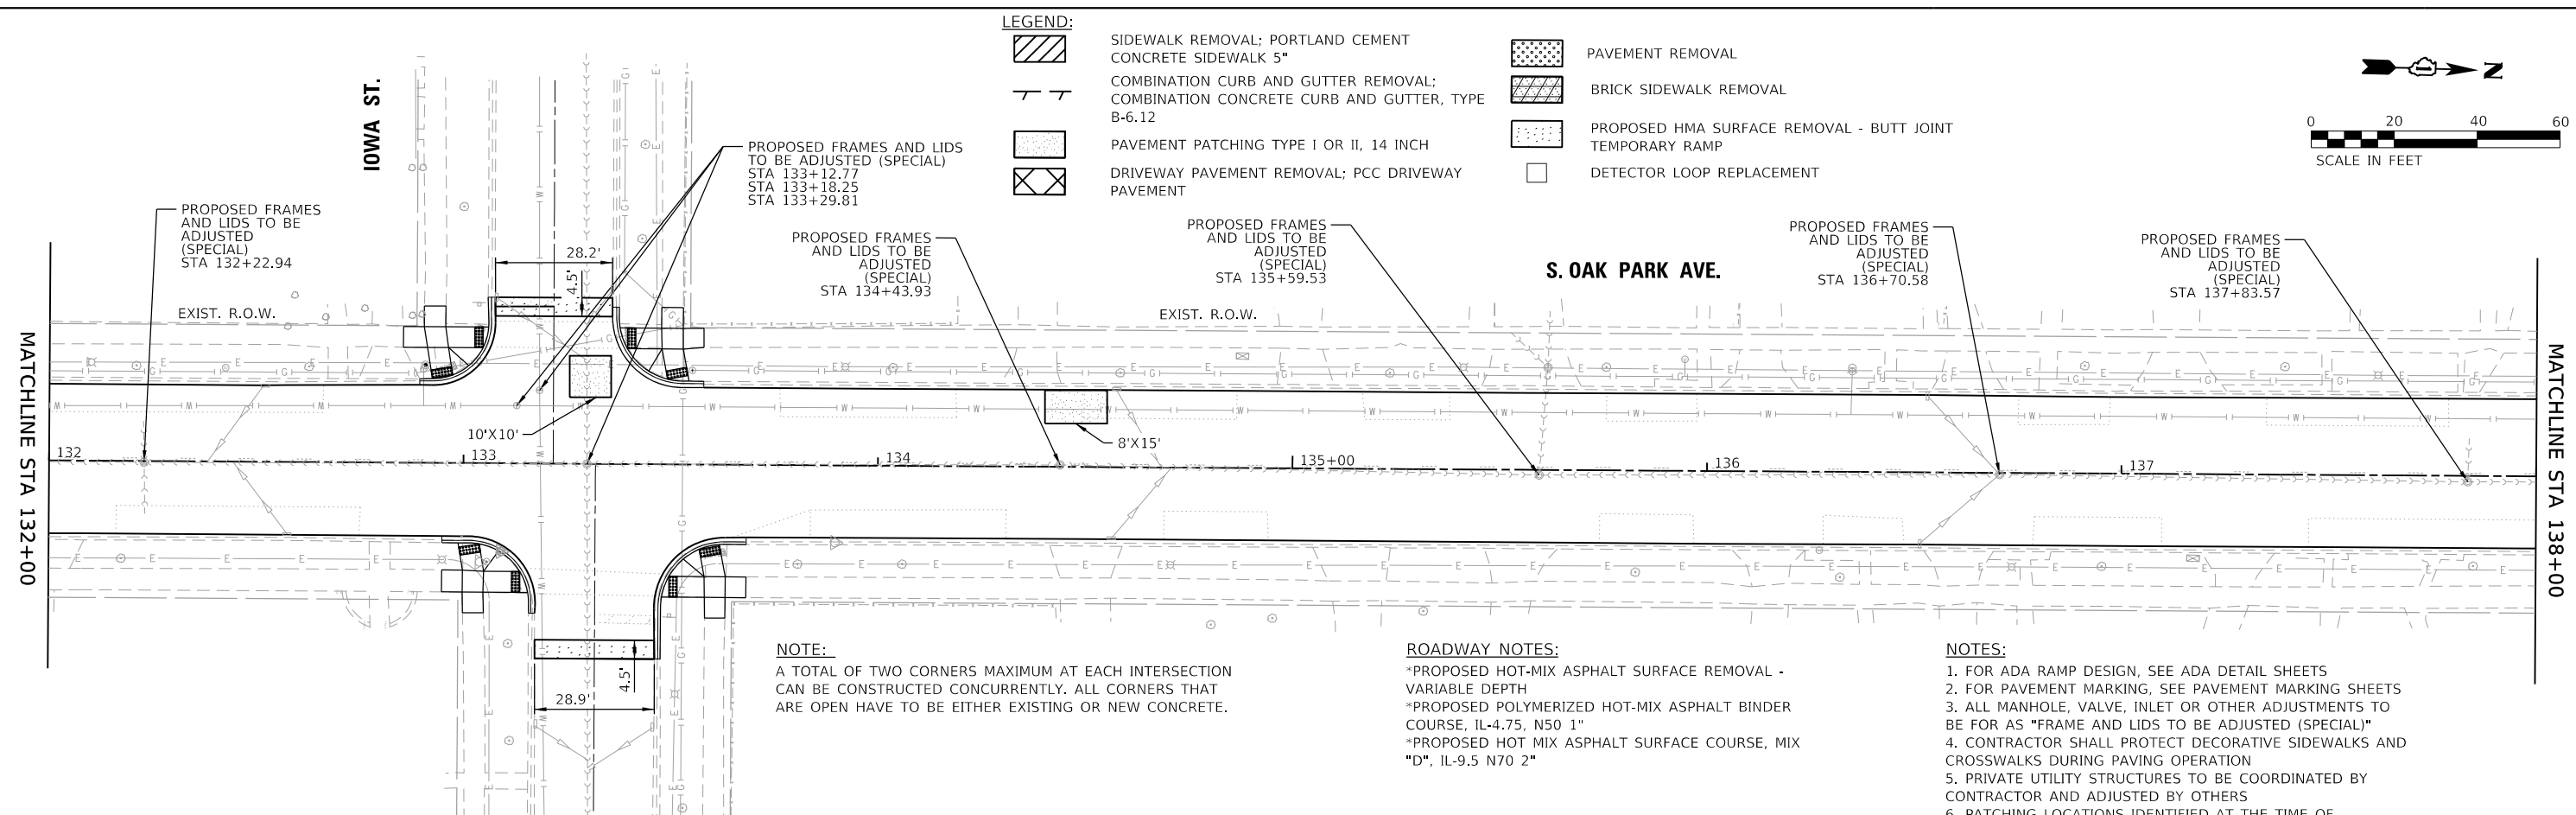 LEGEND:
SIDEWALK REMOVAL; PORTLAND CEMENT
CONCRETE SIDEWALK 5"
COMBINATION CURB AND GUTTER REMOVAL;
COMBINATION CONCRETE CURB AND GUTTER, TYPE
B-6.12
PAVEMENT PATCHING TYPE I OR II, 14 INCH
DRIVEWAY PAVEMENT REMOVAL; PCC DRIVEWAY
PAVEMENT
PAVEMENT REMOVAL
BRICK SIDEWALK REMOVAL
PROPOSED HMA SURFACE REMOVAL - BUTT JOINT
TEMPORARY RAMP
DETECTOR LOOP REPLACEMENT
N
0 20 40 60
SCALE IN FEET
IOWA ST.
PROPOSED FRAMES
AND LIDS TO BE
ADJUSTED
(SPECIAL)
STA 132+22.94
PROPOSED FRAMES AND LIDS
TO BE ADJUSTED (SPECIAL)
STA 133+12.77
STA 133+18.25
STA 133+29.81
PROPOSED FRAMES
AND LIDS TO BE
ADJUSTED
(SPECIAL)
STA 134+43.93
PROPOSED FRAMES
AND LIDS TO BE
ADJUSTED
(SPECIAL)
STA 135+59.53
S. OAK PARK AVE.
PROPOSED FRAMES
AND LIDS TO BE
ADJUSTED
(SPECIAL)
STA 136+70.58
PROPOSED FRAMES
AND LIDS TO BE
ADJUSTED
(SPECIAL)
STA 137+83.57
28.2'
4.5'
EXIST. R.O.W.
EXIST. R.O.W.
MATCHLINE STA 132+00
MATCHLINE STA 138+00
10'X10'
8'X15'
132
133
134
135+00
136
137
4.5'
28.9'
NOTE:
A TOTAL OF TWO CORNERS MAXIMUM AT EACH INTERSECTION
CAN BE CONSTRUCTED CONCURRENTLY. ALL CORNERS THAT
ARE OPEN HAVE TO BE EITHER EXISTING OR NEW CONCRETE.
ROADWAY NOTES:
*PROPOSED HOT-MIX ASPHALT SURFACE REMOVAL -
VARIABLE DEPTH
*PROPOSED POLYMERIZED HOT-MIX ASPHALT BINDER
COURSE, IL-4.75, N50 1"
*PROPOSED HOT MIX ASPHALT SURFACE COURSE, MIX
"D", IL-9.5 N70 2"
NOTES:
1. FOR ADA RAMP DESIGN, SEE ADA DETAIL SHEETS
2. FOR PAVEMENT MARKING, SEE PAVEMENT MARKING SHEETS
3. ALL MANHOLE, VALVE, INLET OR OTHER ADJUSTMENTS TO
BE FOR AS "FRAME AND LIDS TO BE ADJUSTED (SPECIAL)"
4. CONTRACTOR SHALL PROTECT DECORATIVE SIDEWALKS AND
CROSSWALKS DURING PAVING OPERATION
5. PRIVATE UTILITY STRUCTURES TO BE COORDINATED BY
CONTRACTOR AND ADJUSTED BY OTHERS
6. PATCHING LOCATIONS IDENTIFIED AT THE TIME OF